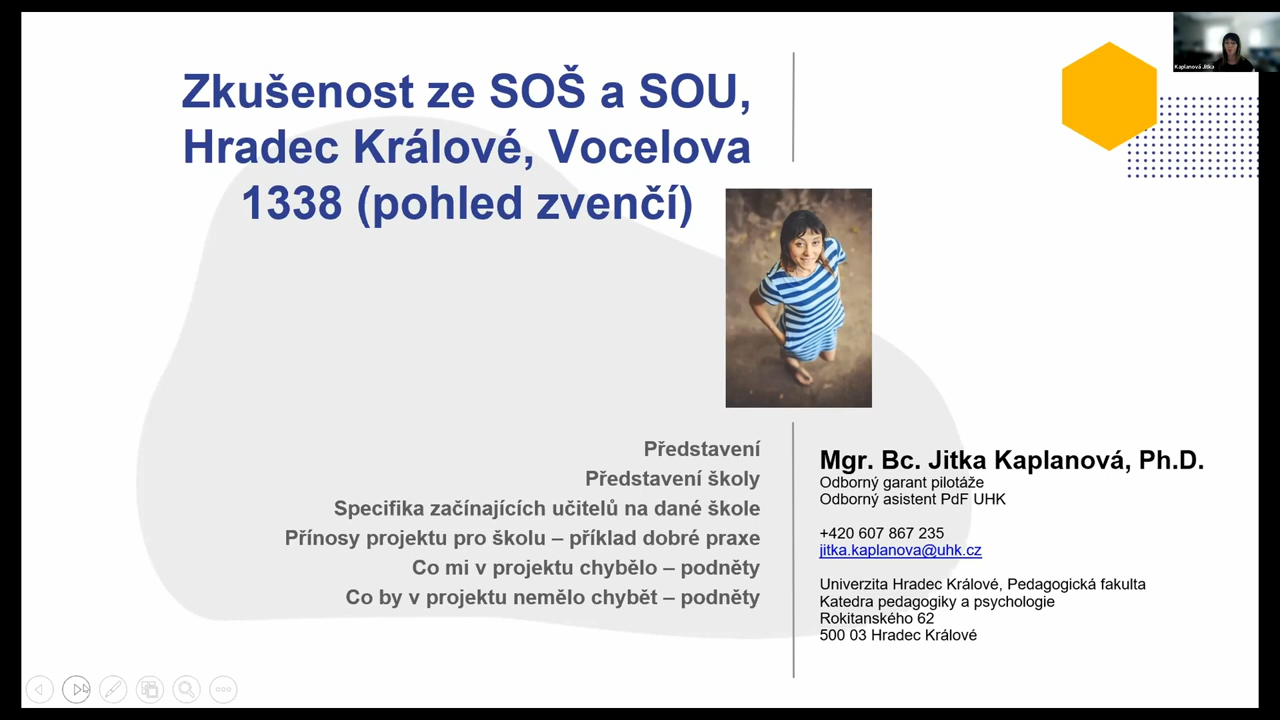 Zkušenost ze SOŠ a SOU,
Hradec Králové, Vocelova
1338 (pohled zvenčí)
Kaplanová Jitka
Představení
Představení školy
Specifika začínajících učitelů na dané škole
Přínosy projektu pro školu – příklad dobré praxe
Co mi v projektu chybělo – podněty
Co by v projektu nemělo chybět – podněty
Mgr. Bc. Jitka Kaplanová, Ph.D.
Odborný garant pilotáže
Odborný asistent PdF UHK
+420 607 867 235
jitka.kaplanova@uhk.cz
Univerzita Hradec Králové, Pedagogická fakulta
Katedra pedagogiky a psychologie
Rokitanského 62
500 03 Hradec Králové